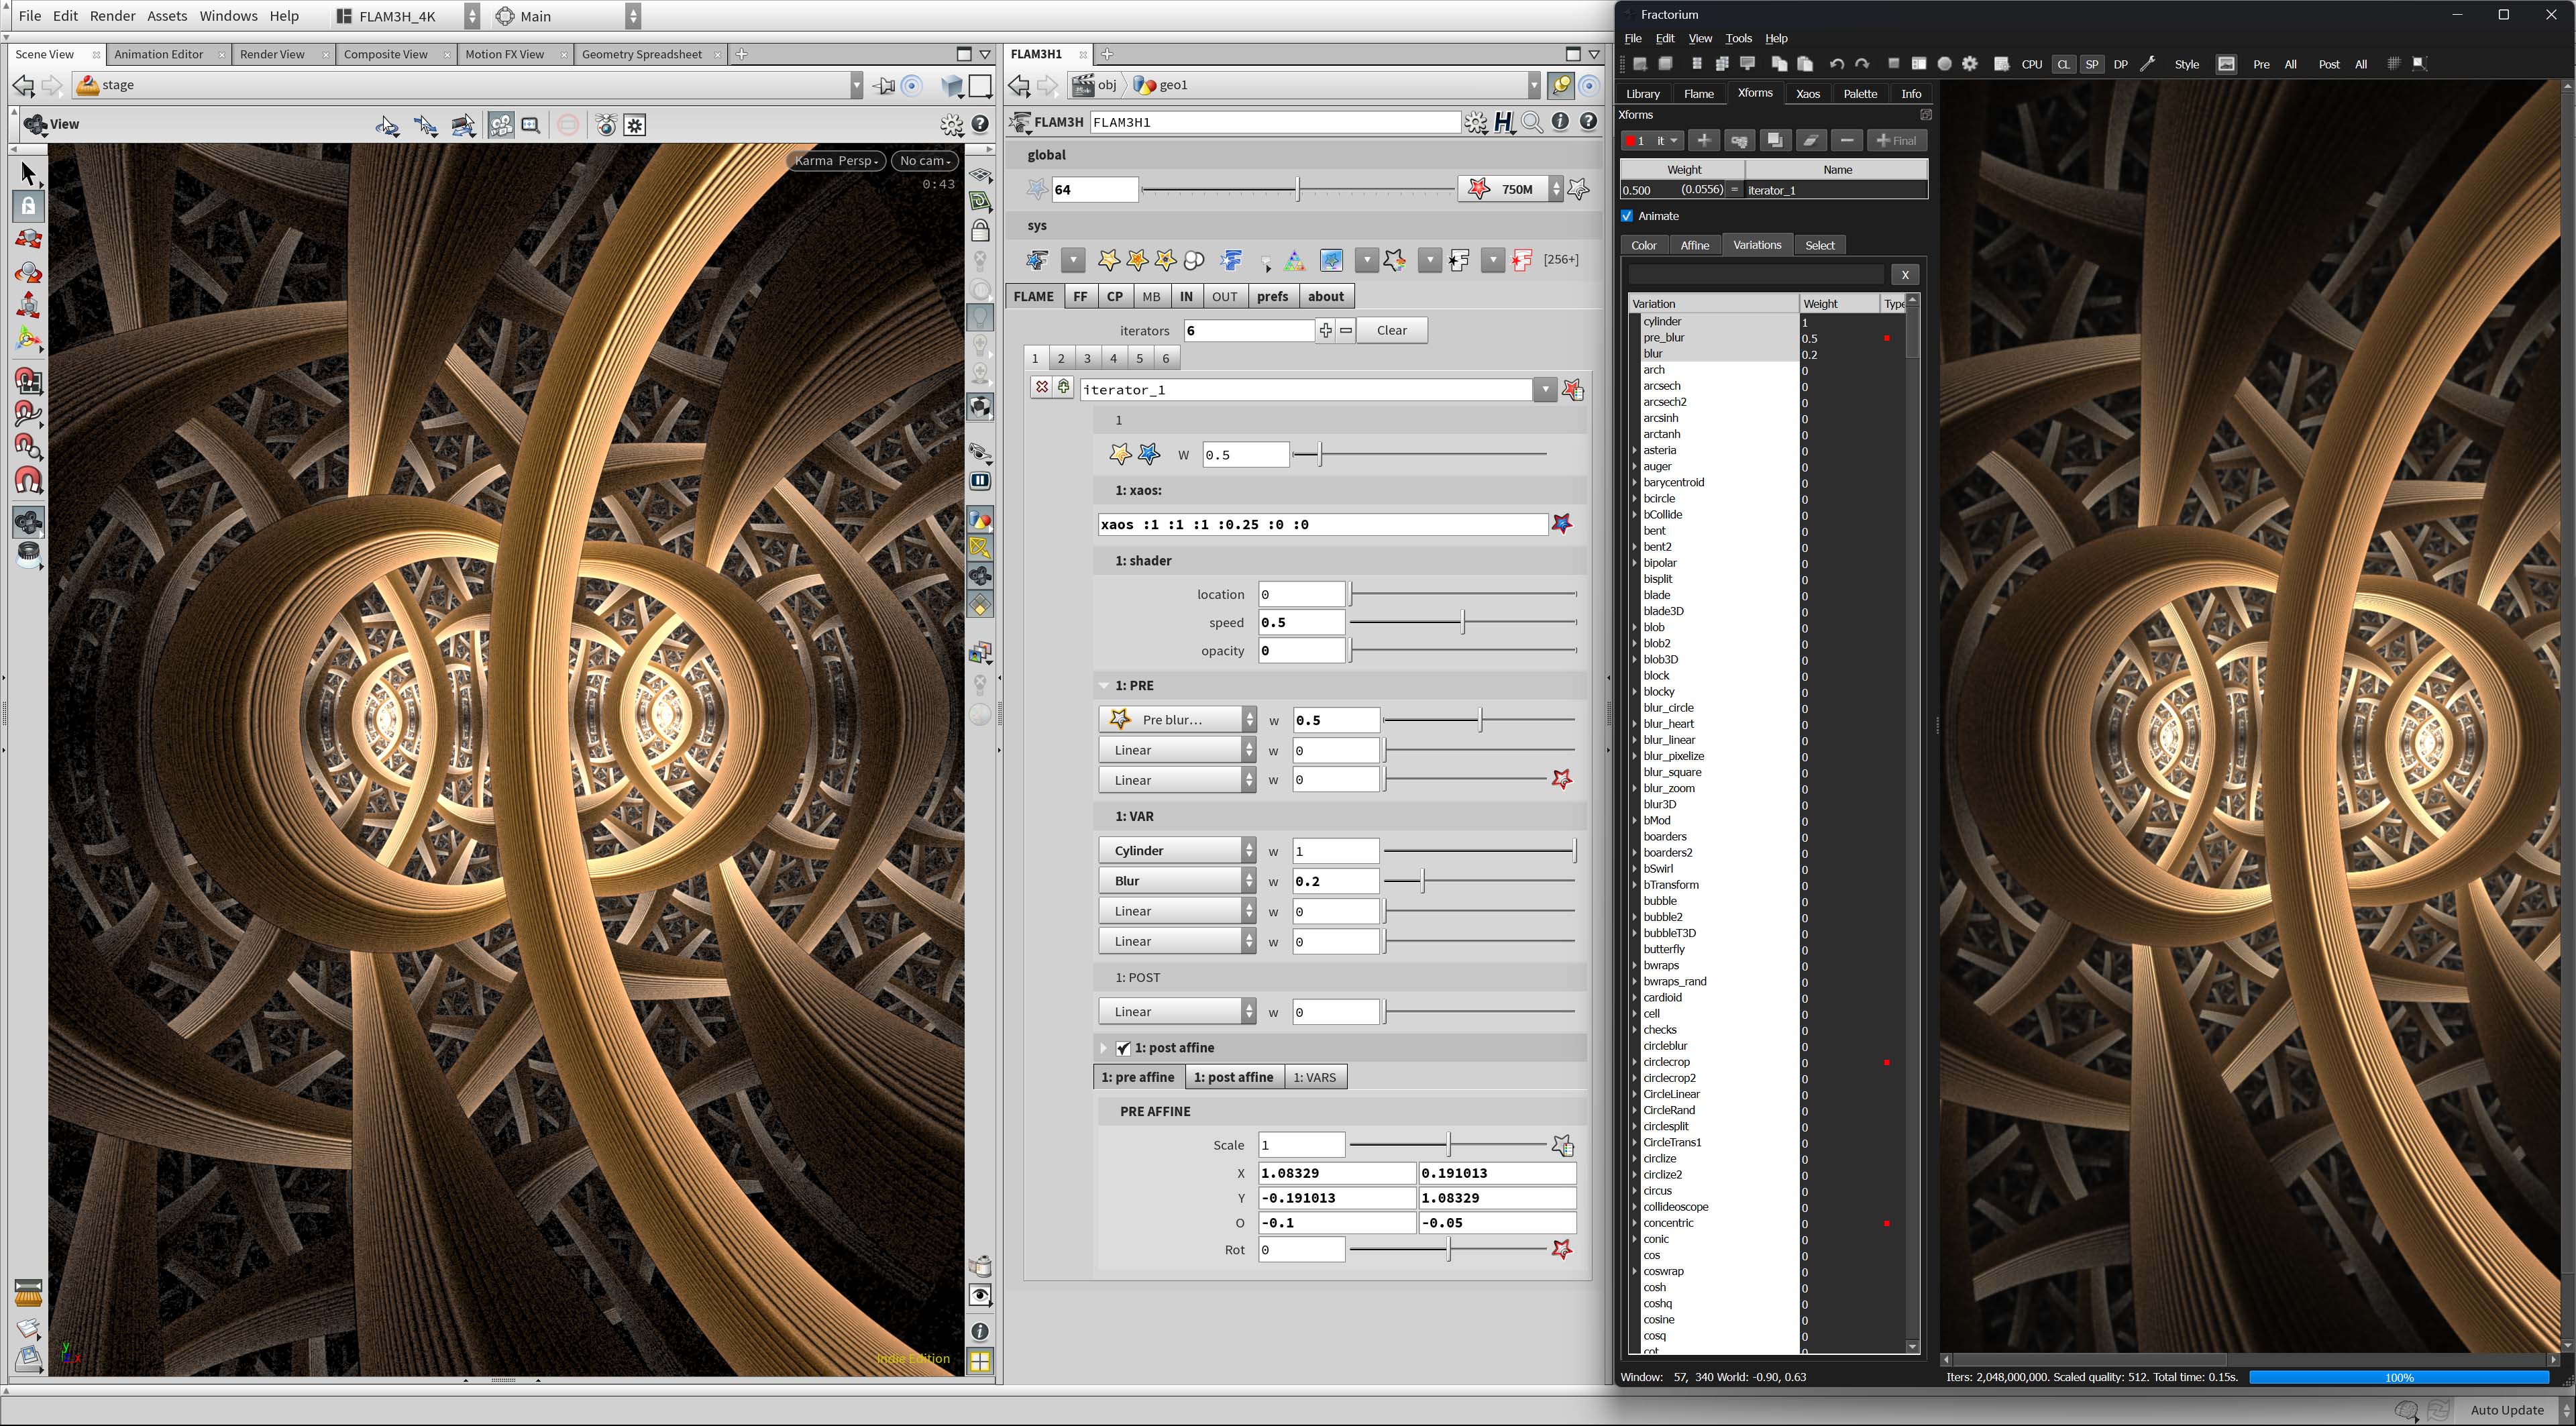 File Edit Render Assets Windows Help FLAM3H_4K Main
Scene View Animation Editor Render View Composite View Motion FX View Geometry Spreadsheet
stage
View
Karma Persp No cam
0:43
Indie Edition
y
x
FLAM3H1
obj geo1
FLAM3H FLAM3H1
global
64 750M
sys
[256+]
FLAME FF CP MB IN OUT prefs about
iterators 6 Clear
1 2 3 4 5 6
iterator_1
1
W 0.5
1: xaos:
xaos :1 :1 :1 :0.25 :0 :0
1: shader
location 0
speed 0.5
opacity 0
1: PRE
Pre blur... w 0.5
Linear w 0
Linear w 0
1: VAR
Cylinder w 1
Blur w 0.2
Linear w 0
Linear w 0
1: POST
Linear w 0
1: post affine
1: pre affine 1: post affine 1: VARS
PRE AFFINE
Scale 1
X 1.08329 0.191013
Y -0.191013 1.08329
O -0.1 -0.05
Rot 0
Fractorium
File Edit View Tools Help
CPU CL SP DP Style Pre All Post All
Library Flame Xforms Xaos Palette Info
Xforms
1 it Final
Weight Name
0.500 (0.0556) = iterator_1
Animate
Color Affine Variations Select
X
Variation Weight Type
cylinder 1
pre_blur 0.5
blur 0.2
arch 0
arcsech 0
arcsech2 0
arcsinh 0
arctanh 0
asteria 0
auger 0
barycentroid 0
bcircle 0
bCollide 0
bent 0
bent2 0
bipolar 0
bisplit 0
blade 0
blade3D 0
blob 0
blob2 0
blob3D 0
block 0
blocky 0
blur_circle 0
blur_heart 0
blur_linear 0
blur_pixelize 0
blur_square 0
blur_zoom 0
blur3D 0
bMod 0
boarders 0
boarders2 0
bSwirl 0
bTransform 0
bubble 0
bubble2 0
bubbleT3D 0
butterfly 0
bwraps 0
bwraps_rand 0
cardioid 0
cell 0
checks 0
circleblur 0
circlecrop 0
circlecrop2 0
CircleLinear 0
CircleRand 0
circlesplit 0
CircleTrans1 0
circlize 0
circlize2 0
circus 0
collideoscope 0
concentric 0
conic 0
cos 0
coswrap 0
cosh 0
coshq 0
cosine 0
cosq 0
cot 0
Window: 57, 340 World: -0.90, 0.63 Iters: 2,048,000,000. Scaled quality: 512. Total time: 0.15s. 100%
Auto Update